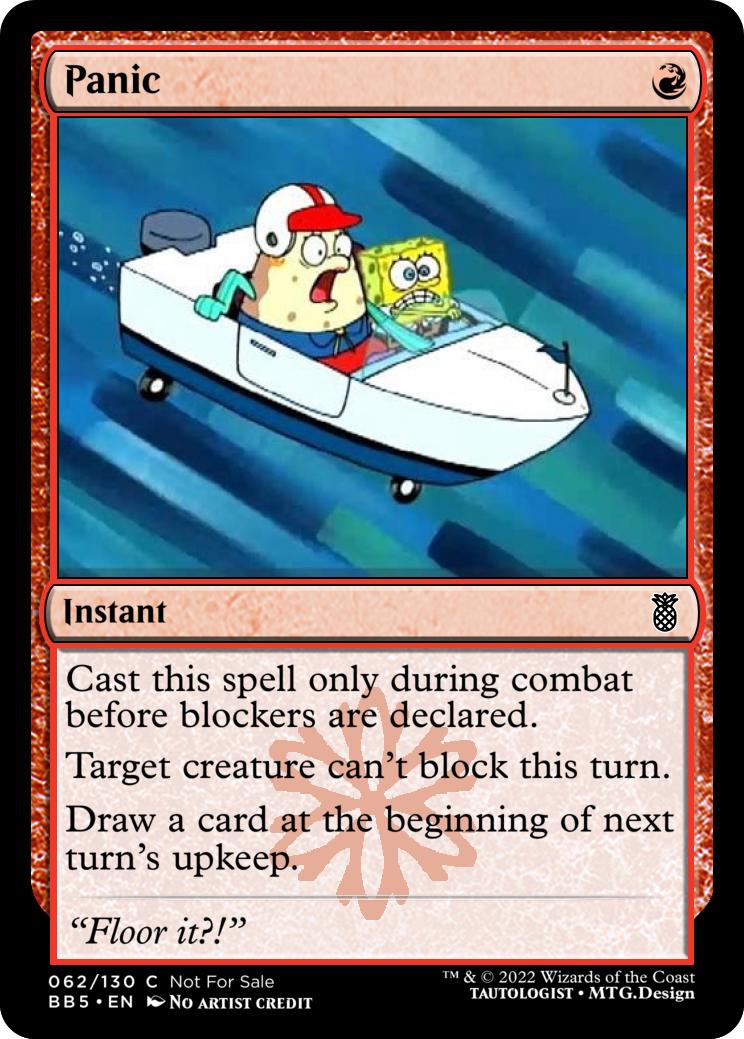 Panic
Instant
Cast this spell only during combat
before blockers are declared.
Target creature can't block this turn.
Draw a card at the beginning of next
turn's upkeep.
“Floor it?!”
062/130 C Not For Sale
BB5 • EN No artist credit
™ & © 2022 Wizards of the Coast
TAUTOLOGIST • MTG.Design